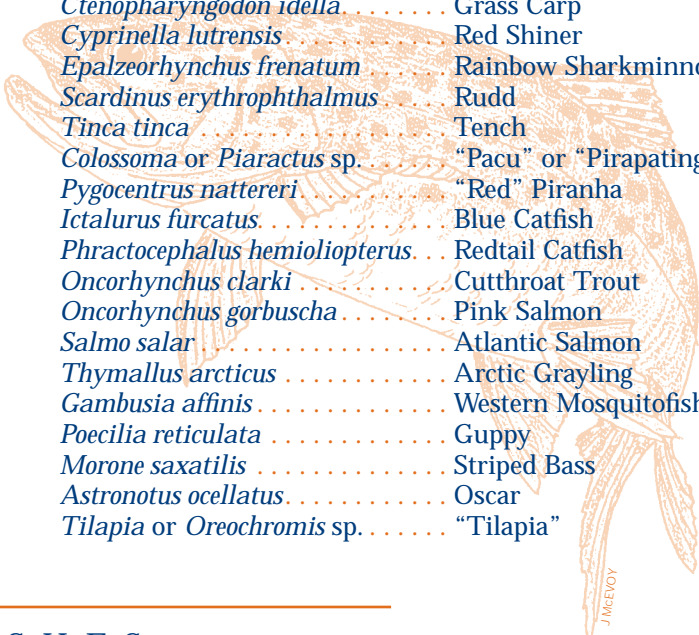 Ctenopharyngodon idella . . . . . . . . Grass Carp
Cyprinella lutrensis . . . . . . . . . . . . . Red Shiner
Epalzeorhynchus frenatum . . . . . . Rainbow Sharkminno
Scardinus erythrophthalmus . . . . . Rudd
Tinca tinca . . . . . . . . . . . . . . . . . . . Tench
Colossoma or Piaractus sp. . . . . . . "Pacu" or "Pirapating
Pygocentrus nattereri . . . . . . . . . . . "Red" Piranha
Ictalurus furcatus . . . . . . . . . . . . . . Blue Catfish
Phractocephalus hemioliopterus . . . Redtail Catfish
Oncorhynchus clarki . . . . . . . . . . . . Cutthroat Trout
Oncorhynchus gorbuscha . . . . . . . . Pink Salmon
Salmo salar . . . . . . . . . . . . . . . . . . . Atlantic Salmon
Thymallus arcticus . . . . . . . . . . . . . Arctic Grayling
Gambusia affinis . . . . . . . . . . . . . . . Western Mosquitofish
Poecilia reticulata . . . . . . . . . . . . . . Guppy
Morone saxatilis . . . . . . . . . . . . . . . Striped Bass
Astronotus ocellatus . . . . . . . . . . . . Oscar
Tilapia or Oreochromis sp. . . . . . . . "Tilapia"
J McEVOY